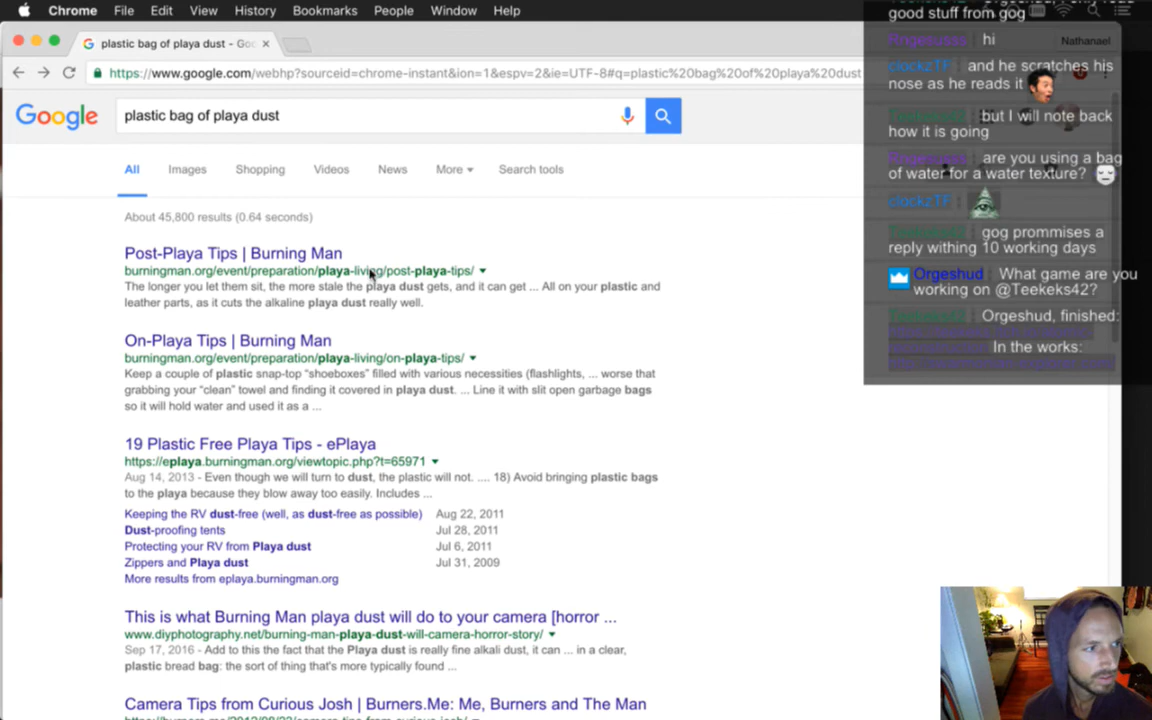 Chrome File Edit View History Bookmarks People Window Help
plastic bag of playa dust - Goo
https://www.google.com/webhp?sourceid=chrome-instant&ion=1&espv=2&ie=UTF-8#q=plastic%20bag%20of%20playa%20dust
Nathanael
Google
plastic bag of playa dust
All Images Shopping Videos News More Search tools
About 45,800 results (0.64 seconds)
Post-Playa Tips | Burning Man
burningman.org/event/preparation/playa-living/post-playa-tips/
The longer you let them sit, the more stale the playa dust gets, and it can get ... All on your plastic and
leather parts, as it cuts the alkaline playa dust really well.
On-Playa Tips | Burning Man
burningman.org/event/preparation/playa-living/on-playa-tips/
Keep a couple of plastic snap-top “shoeboxes” filled with various necessities (flashlights, ... worse that
grabbing your “clean” towel and finding it covered in playa dust. ... Line it with slit open garbage bags
so it will hold water and used it as a ...
19 Plastic Free Playa Tips - ePlaya
https://eplaya.burningman.org/viewtopic.php?t=65971
Aug 14, 2013 - Even though we will turn to dust, the plastic will not. .... 18) Avoid bringing plastic bags
to the playa because they blow away too easily. Includes ...
Keeping the RV dust-free (well, as dust-free as possible) Aug 22, 2011
Dust-proofing tents Jul 28, 2011
Protecting your RV from Playa dust Jul 6, 2011
Zippers and Playa dust Jul 31, 2009
More results from eplaya.burningman.org
This is what Burning Man playa dust will do to your camera [horror ...
www.diyphotography.net/burning-man-playa-dust-will-camera-horror-story/
Sep 17, 2016 - Add to this the fact that the Playa dust is really fine alkali dust, it can ... in a clear,
plastic bread bag: the sort of thing that's more typically found ...
Camera Tips from Curious Josh | Burners.Me: Me, Burners and The Man
good stuff from gog
Rngesusss: hi
clockzTF: and he scratches his
nose as he reads it
Teekeks42: but I will note back
how it is going
Rngesusss: are you using a bag
of water for a water texture?
clockzTF:
Teekeks42: gog prommises a
reply withing 10 working days
Orgeshud: What game are you
working on @Teekeks42?
Teekeks42: Orgeshud, finished:
In the works: